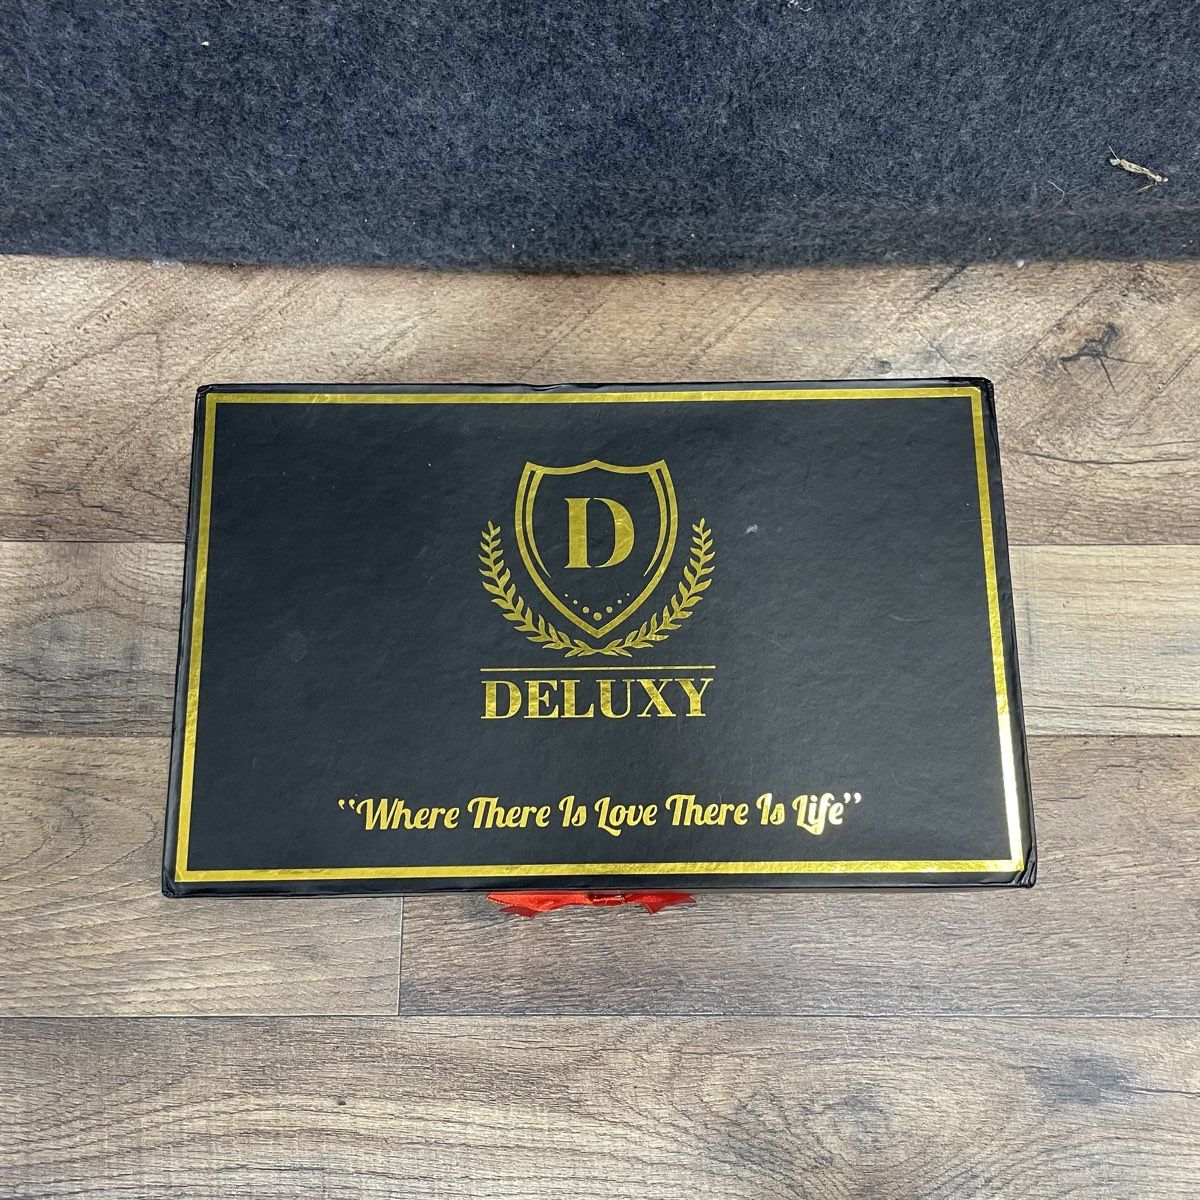 D
DELUXY
“Where There Is Love There Is Life”